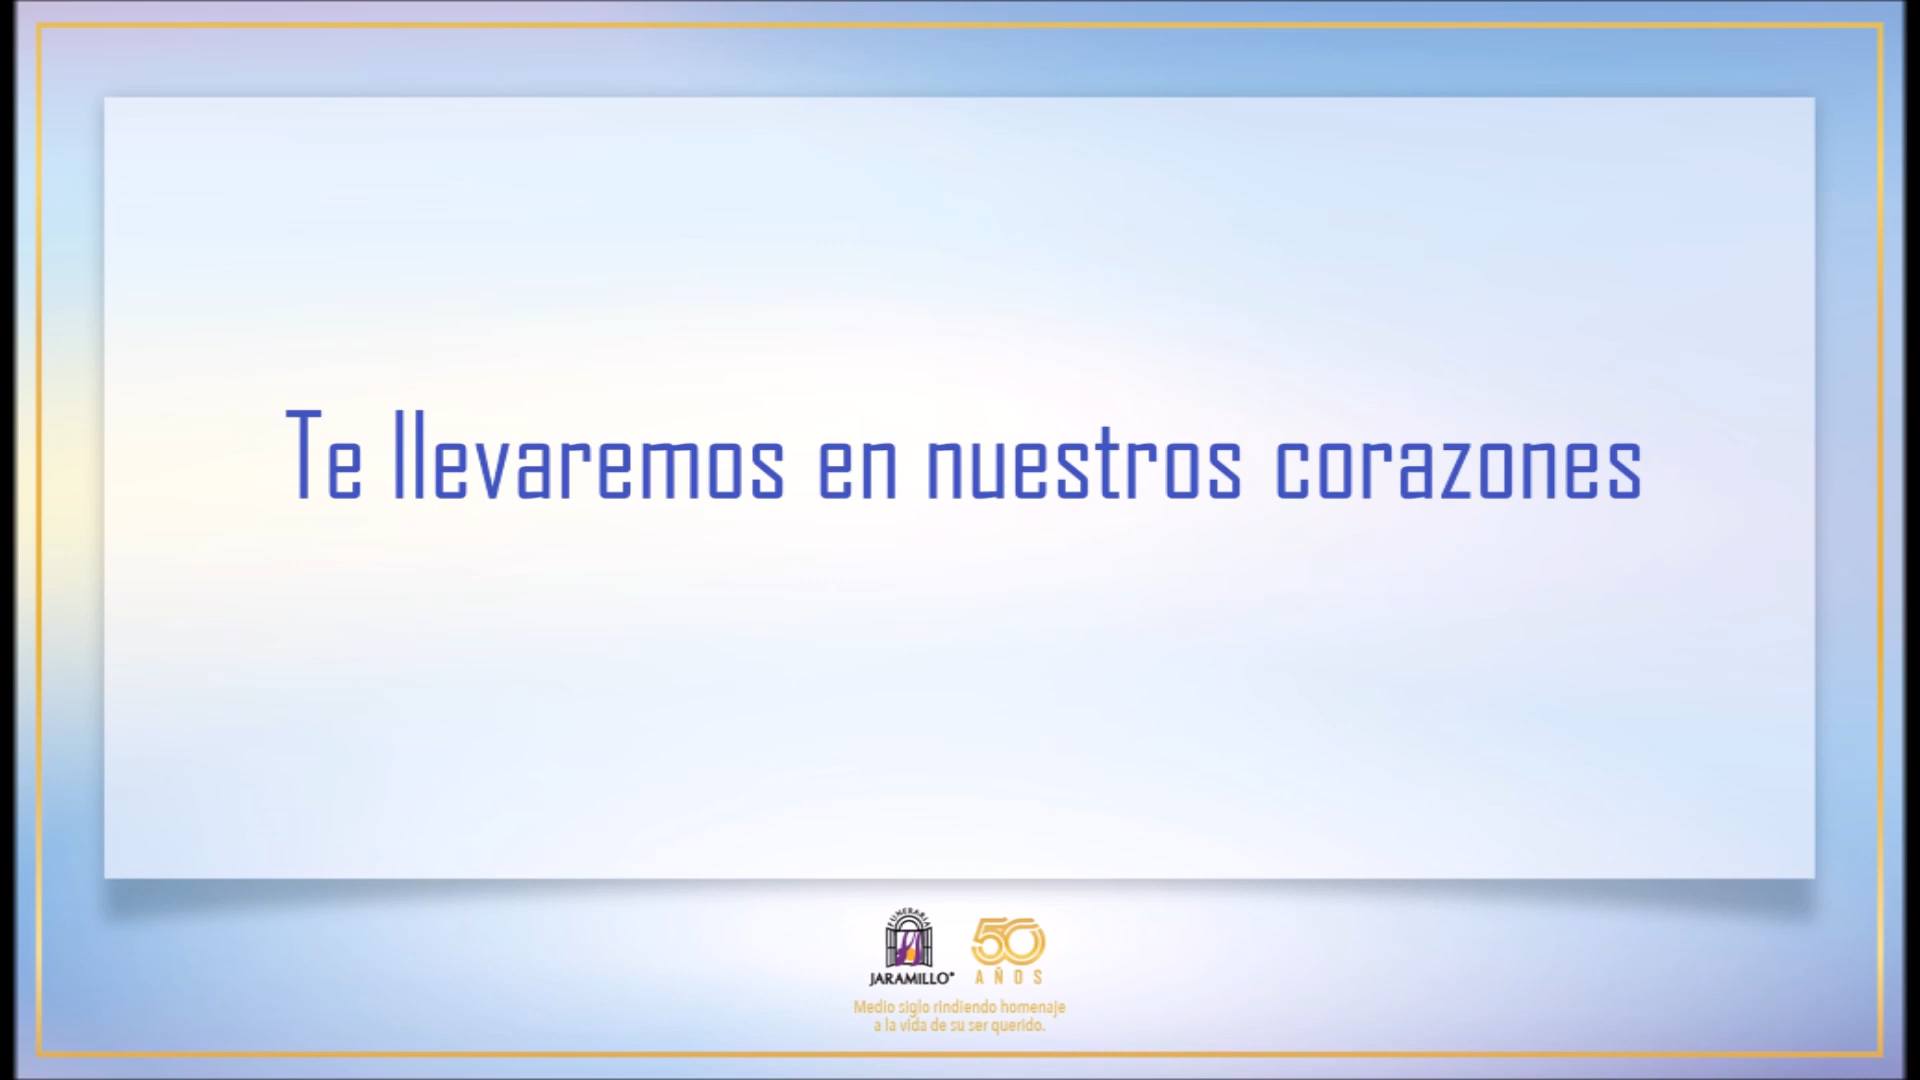 Te llevaremos en nuestros corazones
FUNERARIA
JARAMILLO®
50
AÑOS
Medio siglo rindiendo homenaje
a la vida de su ser querido.